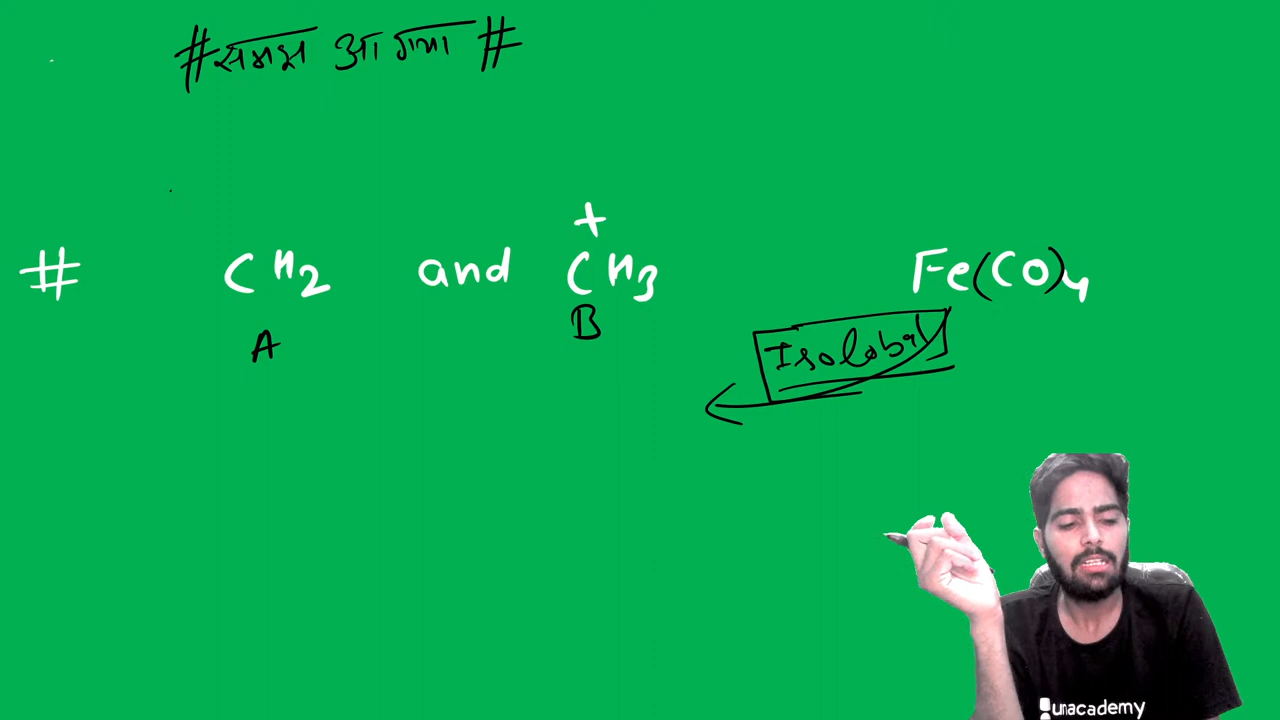 #समझ आ गया #
# CH2 and CH3 Fe(CO)4
+
A B
Isolobal
unacademy